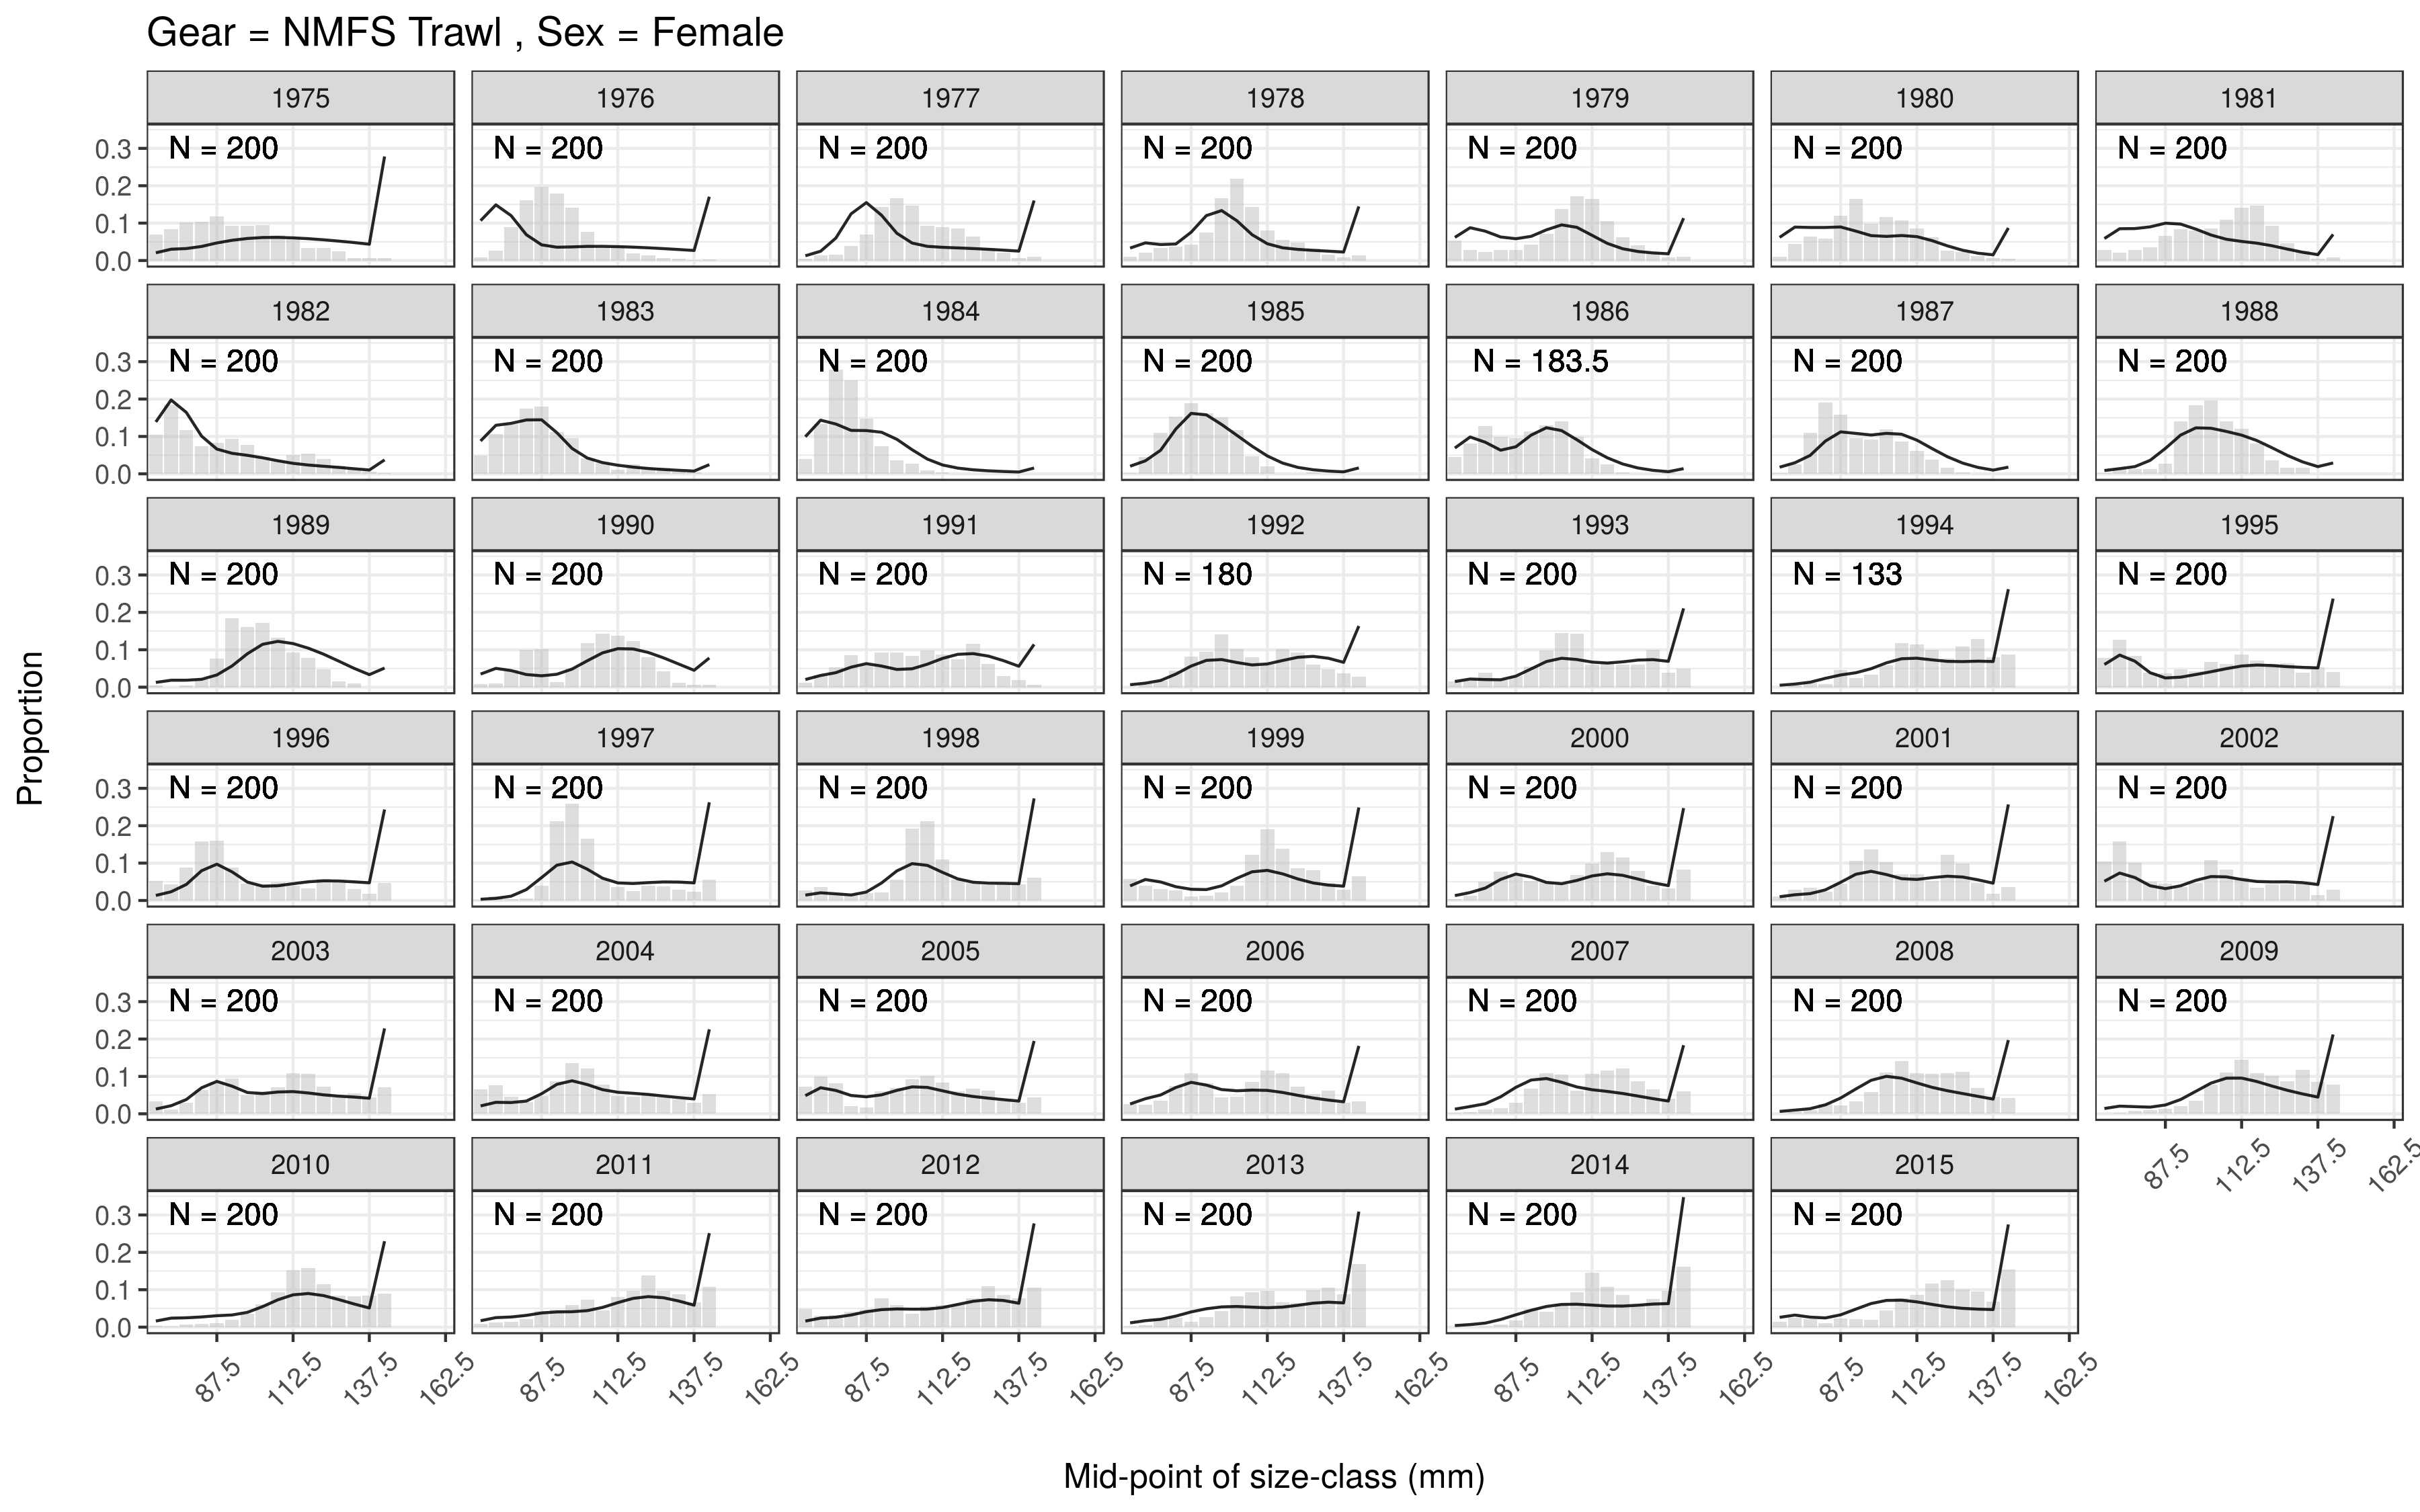 Gear = NMFS Trawl , Sex = Female
1975 1976 1977 1978 1979 1980 1981
N = 200 N = 200 N = 200 N = 200 N = 200 N = 200 N = 200
0.3
0.2
0.1
0.0
1982 1983 1984 1985 1986 1987 1988
N = 200 N = 200 N = 200 N = 200 N = 183.5 N = 200 N = 200
0.3
0.2
0.1
0.0
1989 1990 1991 1992 1993 1994 1995
N = 200 N = 200 N = 200 N = 180 N = 200 N = 133 N = 200
0.3
0.2
0.1
0.0
Proportion
1996 1997 1998 1999 2000 2001 2002
N = 200 N = 200 N = 200 N = 200 N = 200 N = 200 N = 200
0.3
0.2
0.1
0.0
2003 2004 2005 2006 2007 2008 2009
N = 200 N = 200 N = 200 N = 200 N = 200 N = 200 N = 200
0.3
0.2
0.1
0.0
87.5 112.5 137.5 162.5
2010 2011 2012 2013 2014 2015
N = 200 N = 200 N = 200 N = 200 N = 200 N = 200
0.3
0.2
0.1
0.0
87.5 112.5 137.5 162.5 87.5 112.5 137.5 162.5 87.5 112.5 137.5 162.5 87.5 112.5 137.5 162.5 87.5 112.5 137.5 162.5 87.5 112.5 137.5 162.5
Mid-point of size-class (mm)